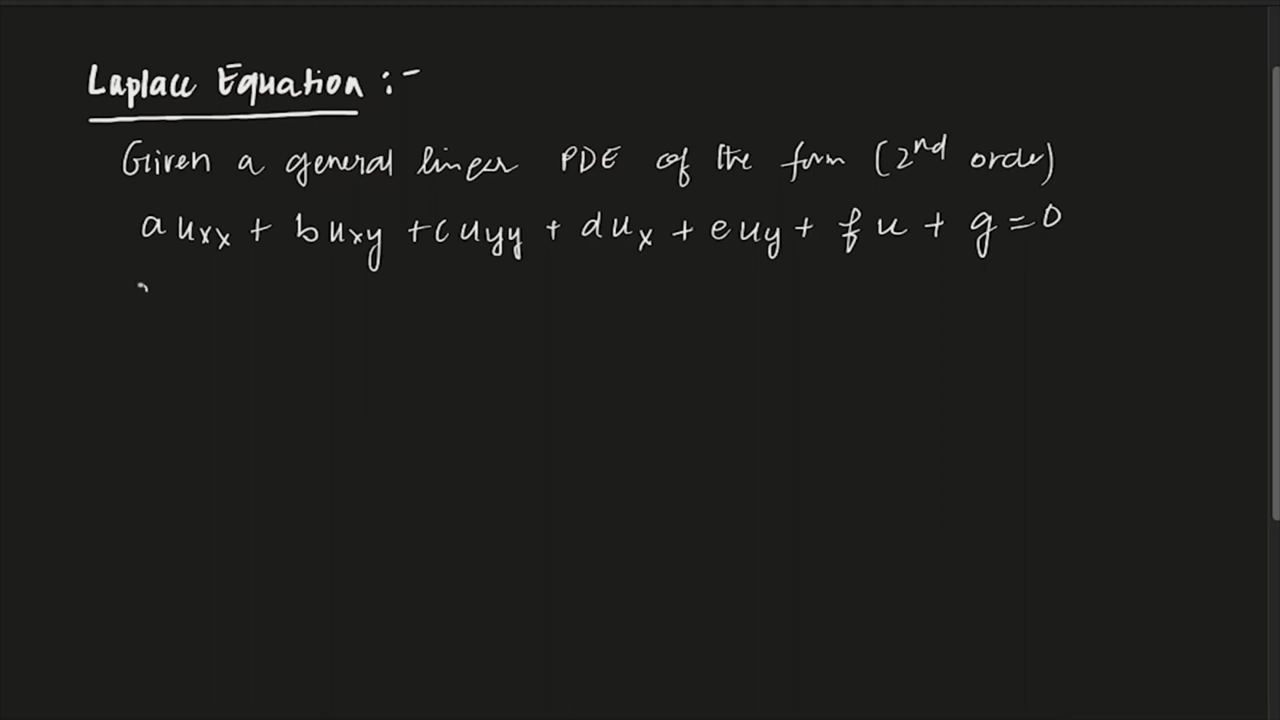 Laplace Equation :-
Given a general linear PDE of the form (2nd order)
a uxx + b uxy + c uyy + d ux + e uy + f u + g = 0